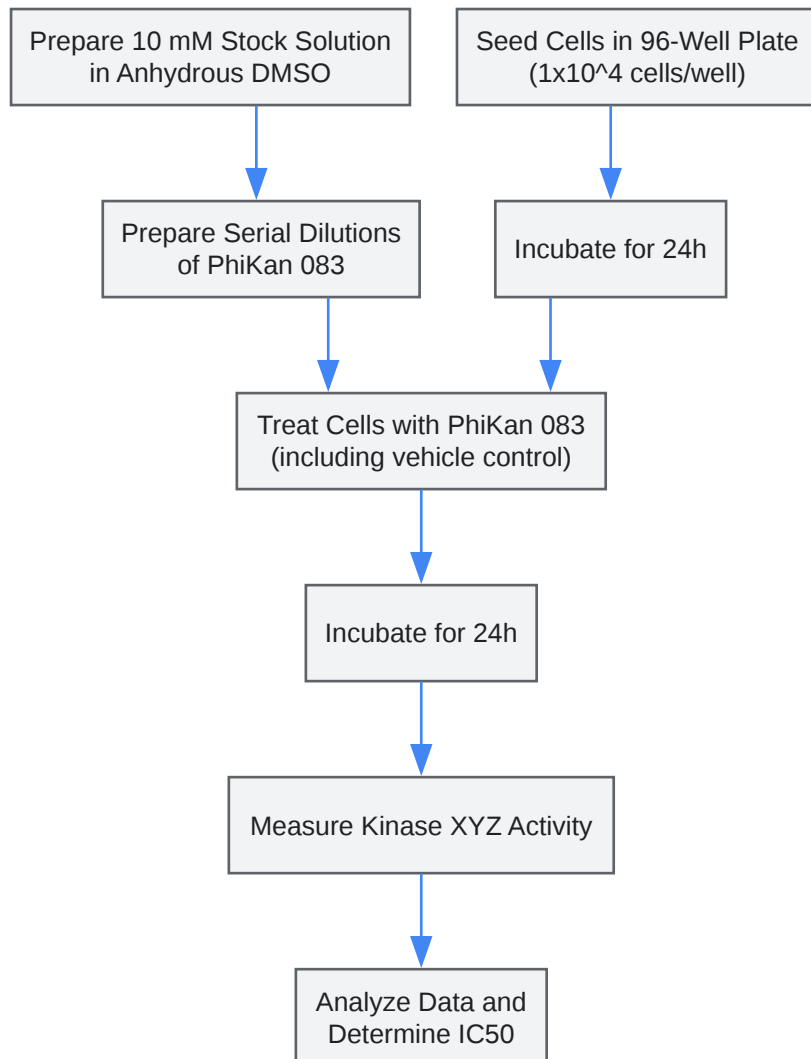 Prepare 10 mM Stock Solution
in Anhydrous DMSO
Seed Cells in 96-Well Plate
(1x10^4 cells/well)
Prepare Serial Dilutions
of PhiKan 083
Incubate for 24h
Treat Cells with PhiKan 083
(including vehicle control)
Incubate for 24h
Measure Kinase XYZ Activity
Analyze Data and
Determine IC50